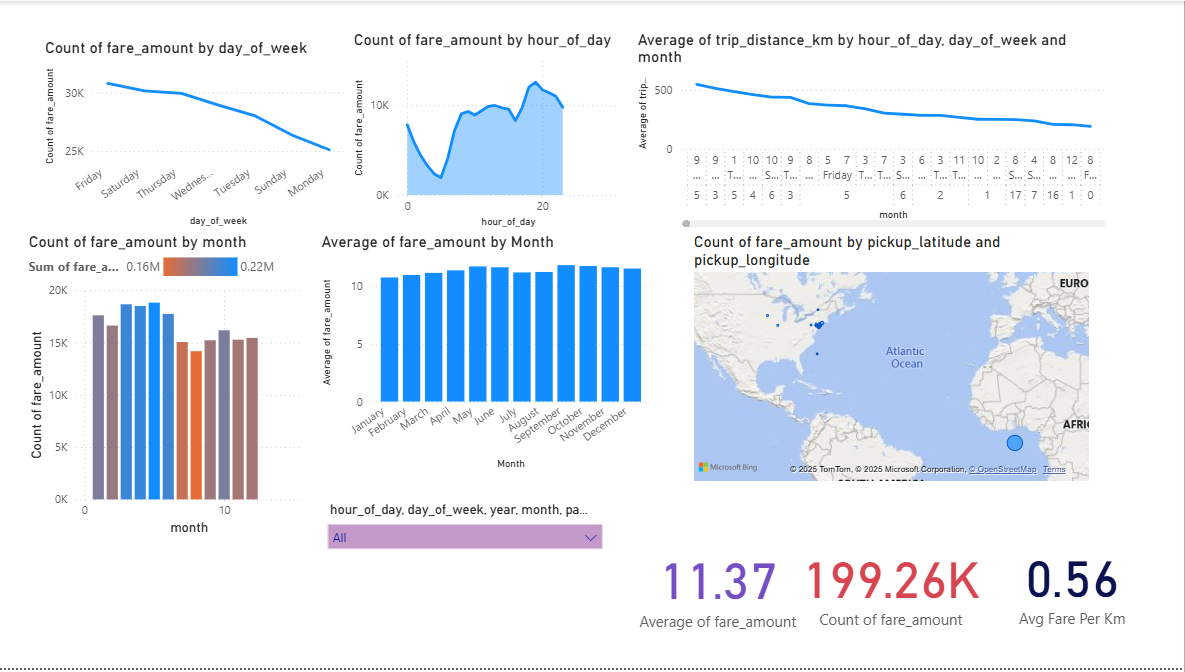 Count of fare_amount by day_of_week
Count of fare_amount
30K
25K
Friday
Saturday
Thursday
Wednes...
Tuesday
Sunday
Monday
day_of_week
Count of fare_amount by hour_of_day
Count of fare_amount
10K
0K
0
20
hour_of_day
Average of trip_distance_km by hour_of_day, day_of_week and
month
Average of trip_...
500
0
9 9 1 10 10 9 8 5 7 3 7 3 6 3 11 10 2 8 4 8 12 8
... ... T... ... S... ... ... Friday T... T... S... ... T... T... ... ... S... S... ... ... F...
5 3 5 4 6 3 5 6 2 1 17 7 16 1 0
month
Count of fare_amount by month
Sum of fare_a... 0.16M 0.22M
Count of fare_amount
20K
15K
10K
5K
0K
0
10
month
Average of fare_amount by Month
Average of fare_amount
10
5
0
January
February
March
April
May
June
July
August
September
October
November
December
Month
Count of fare_amount by pickup_latitude and
pickup_longitude
EURO
Atlantic
Ocean
AFRIC
Microsoft Bing
© 2025 TomTom, © 2025 Microsoft Corporation, © OpenStreetMap Terms
SOUTH AMERICA
hour_of_day, day_of_week, year, month, pa...
All
11.37
Average of fare_amount
199.26K
Count of fare_amount
0.56
Avg Fare Per Km